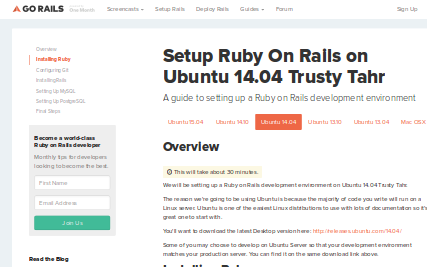 GO RAILS
One Month
Screencasts
Setup Rails
Deploy Rails
Guides
Forum
Sign Up
Overview
Installing Ruby
Configuring Git
Installing Rails
Setting Up MySQL
Setting Up PostgreSQL
Final Steps
Become a world-class
Ruby on Rails developer
Monthly tips for developers
looking to become the best.
First Name
Email Address
Join Us
Read the Blog
Setup Ruby On Rails on
Ubuntu 14.04 Trusty Tahr
A guide to setting up a Ruby on Rails development environment
Ubuntu 15.04
Ubuntu 14.10
Ubuntu 14.04
Ubuntu 13.10
Ubuntu 13.04
Mac OSX
Overview
This will take about 30 minutes.
We will be setting up a Ruby on Rails development environment on Ubuntu 14.04 Trusty Tahr.
The reason we're going to be using Ubuntu is because the majority of code you write will run on a
Linux server. Ubuntu is one of the easiest Linux distributions to use with lots of documentation so it's
great one to start with.
You'll want to download the latest Desktop version here: http://releases.ubuntu.com/14.04/
Some of you may choose to develop on Ubuntu Server so that your development environment
matches your production server. You can find it on the same download link above.